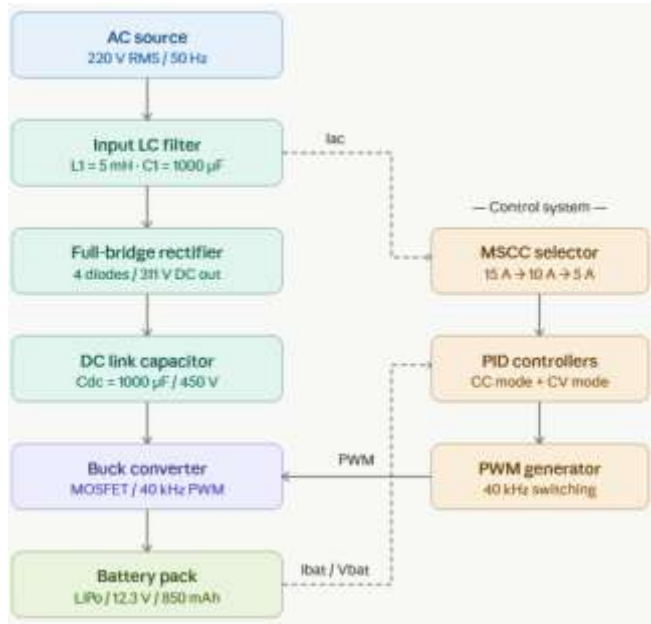 AC source
220 V RMS / 50 Hz
Input LC filter
L1 = 5 mH · C1 = 1000 µF
Iac
— Control system —
Full-bridge rectifier
4 diodes / 311 V DC out
MSCC selector
15 A → 10 A → 5 A
DC link capacitor
Cdc = 1000 µF / 450 V
PID controllers
CC mode + CV mode
Buck converter
MOSFET / 40 kHz PWM
PWM
PWM generator
40 kHz switching
Battery pack
LiPo / 12.3 V / 850 mAh
Ibat / Vbat